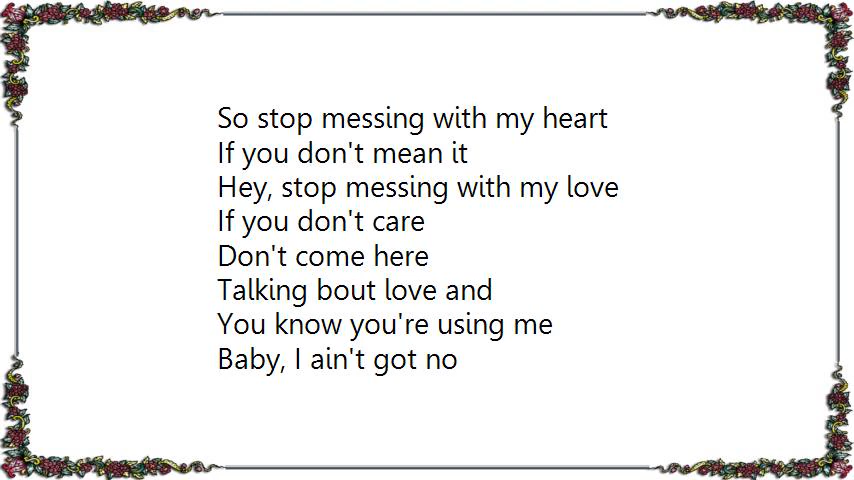 So stop messing with my heart
If you don't mean it
Hey, stop messing with my love
If you don't care
Don't come here
Talking bout love and
You know you're using me
Baby, I ain't got no